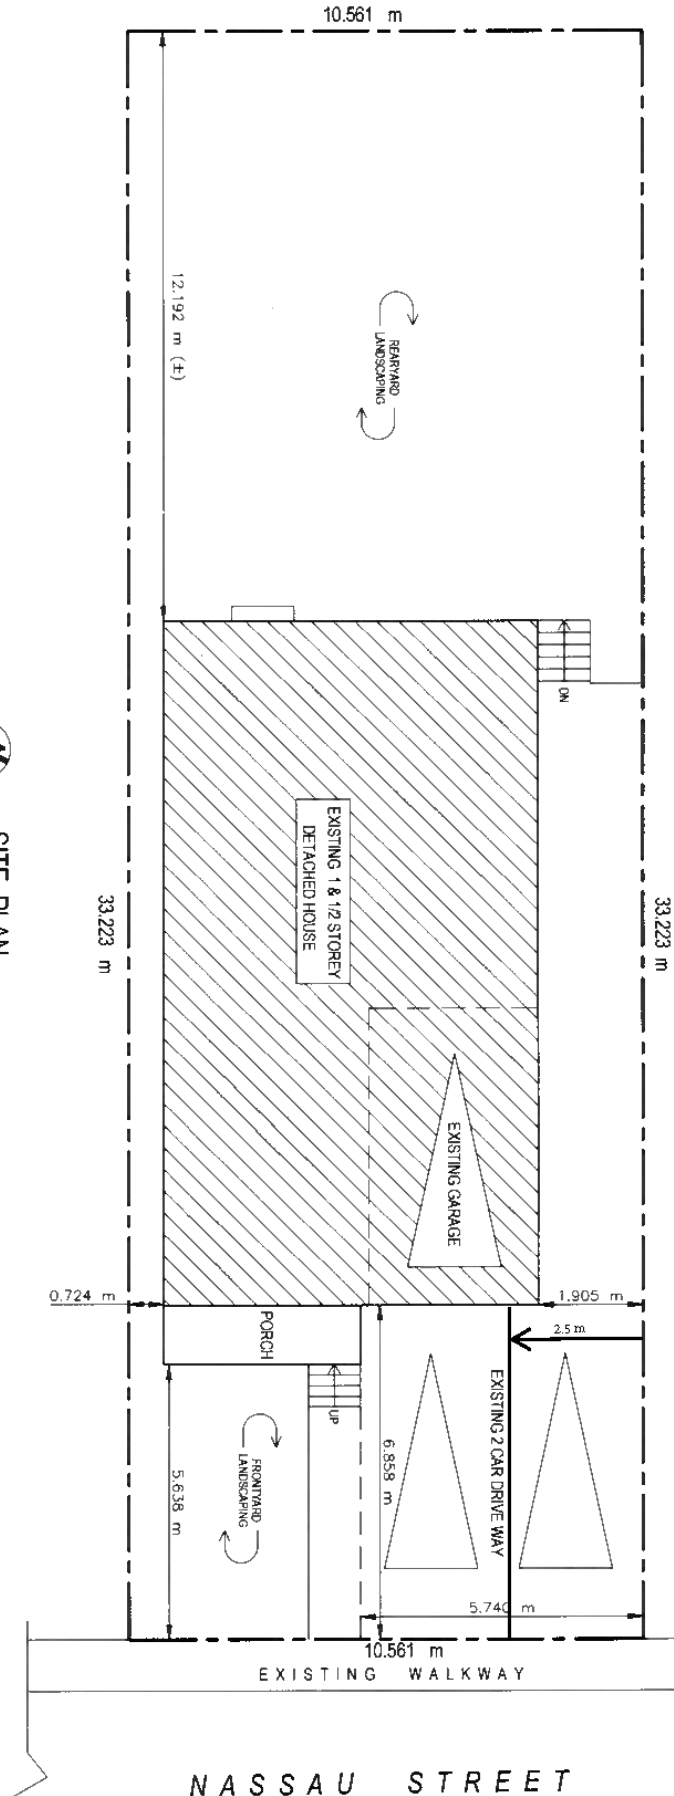 10.561 m
12.192 m (±)
REARYARD
LANDSCAPING
DN
EXISTING 1 & 1/2 STOREY
DETACHED HOUSE
SITE PLAN
33.223 m
33.223 m
EXISTING GARAGE
0.724 m
1.905 m
PORCH
2.5 m
UP
EXISTING 2 CAR DRIVE WAY
6.858 m
FRONTYARD
LANDSCAPING
5.638 m
5.740 m
10.561 m
EXISTING WALKWAY
NASSAU STREET